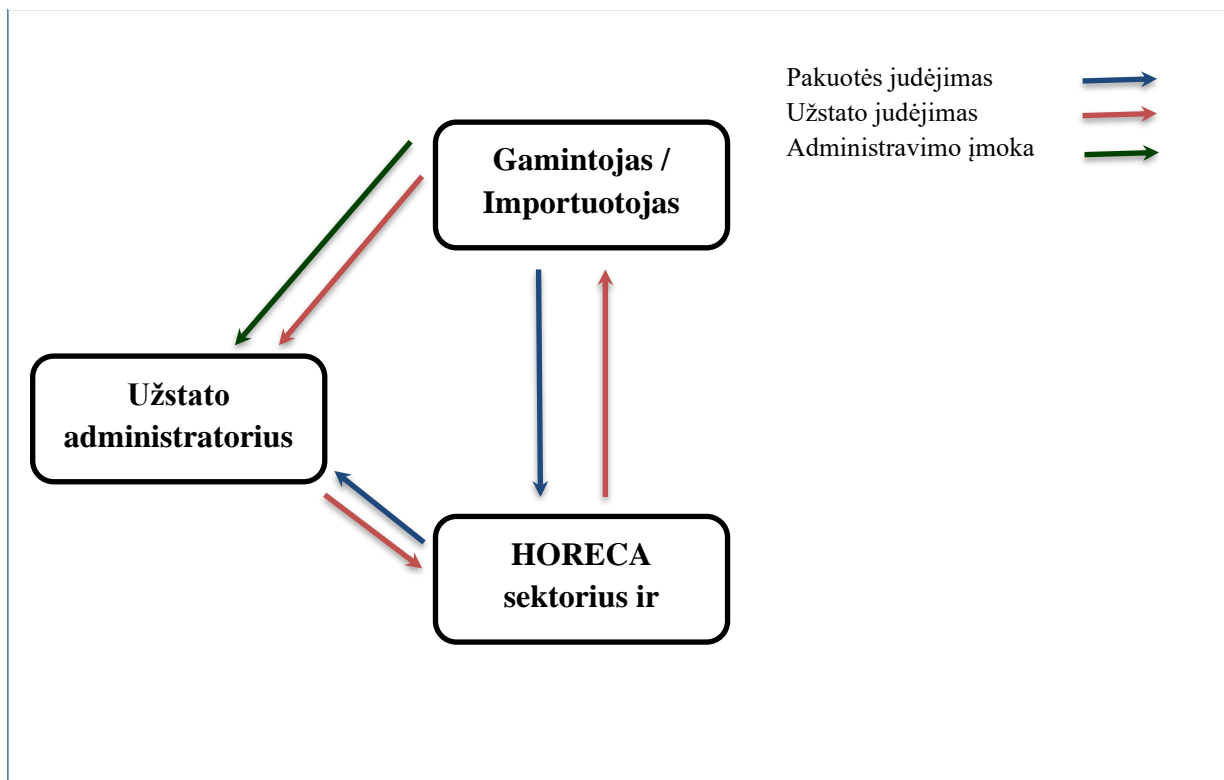 Pakuotės judėjimas
Užstato judėjimas
Administravimo įmoka
Gamintojas /
Importuotojas
Užstato
administratorius
HORECA
sektorius ir